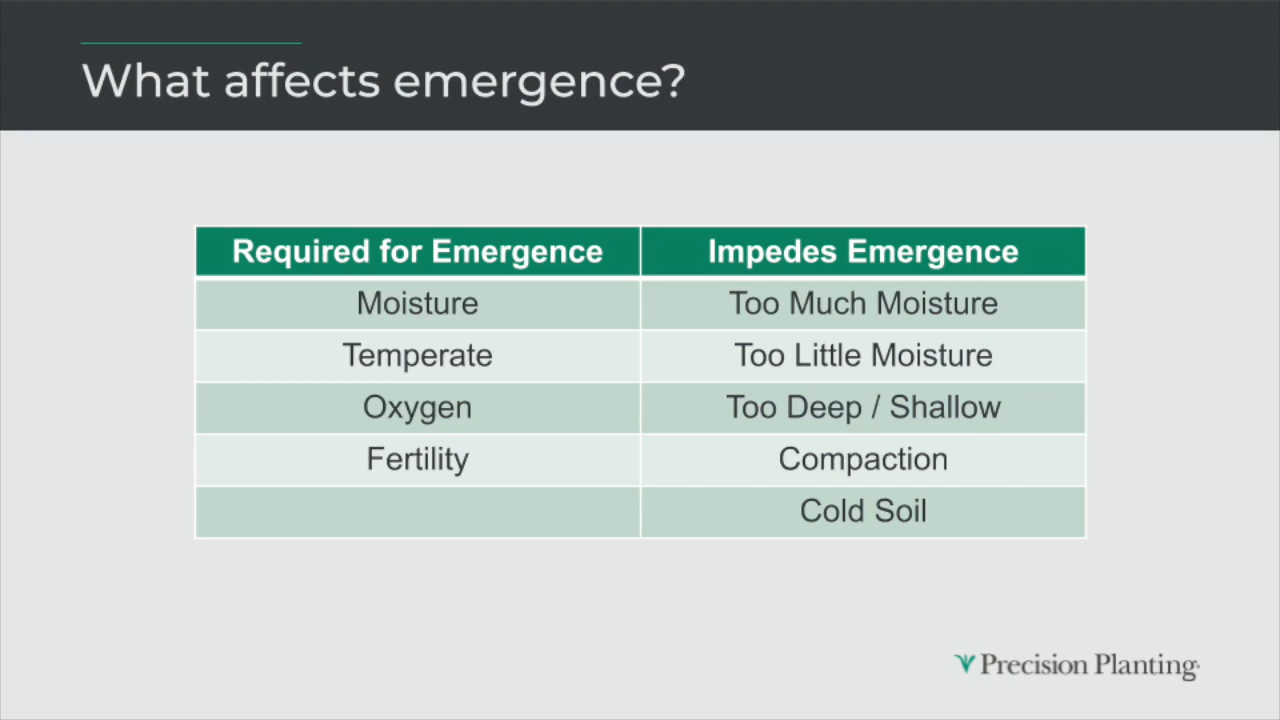 What affects emergence?
Required for Emergence Impedes Emergence
Moisture Too Much Moisture
Temperate Too Little Moisture
Oxygen Too Deep / Shallow
Fertility Compaction
Cold Soil
Precision Planting